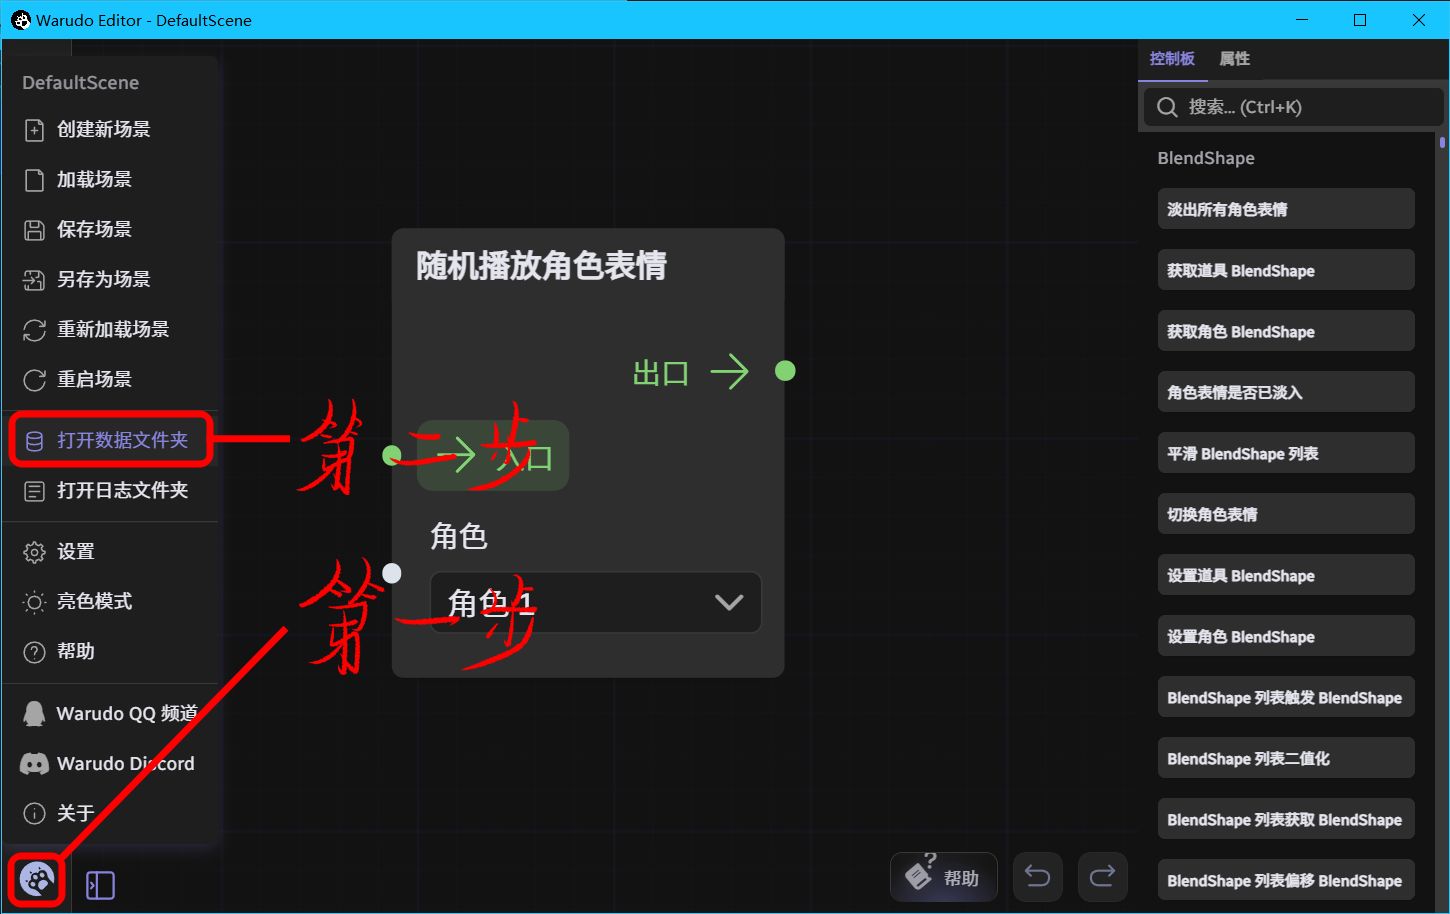 Warudo Editor - DefaultScene
DefaultScene
创建新场景
加载场景
保存场景
另存为场景
重新加载场景
重启场景
打开数据文件夹
打开日志文件夹
设置
亮色模式
帮助
Warudo QQ 频道
Warudo Discord
关于
随机播放角色表情
出口
入口
第二步
角色
角色 1
第一步
帮助
控制板 属性
搜索... (Ctrl+K)
BlendShape
淡出所有角色表情
获取道具 BlendShape
获取角色 BlendShape
角色表情是否已淡入
平滑 BlendShape 列表
切换角色表情
设置道具 BlendShape
设置角色 BlendShape
BlendShape 列表触发 BlendShape
BlendShape 列表二值化
BlendShape 列表获取 BlendShape
BlendShape 列表偏移 BlendShape